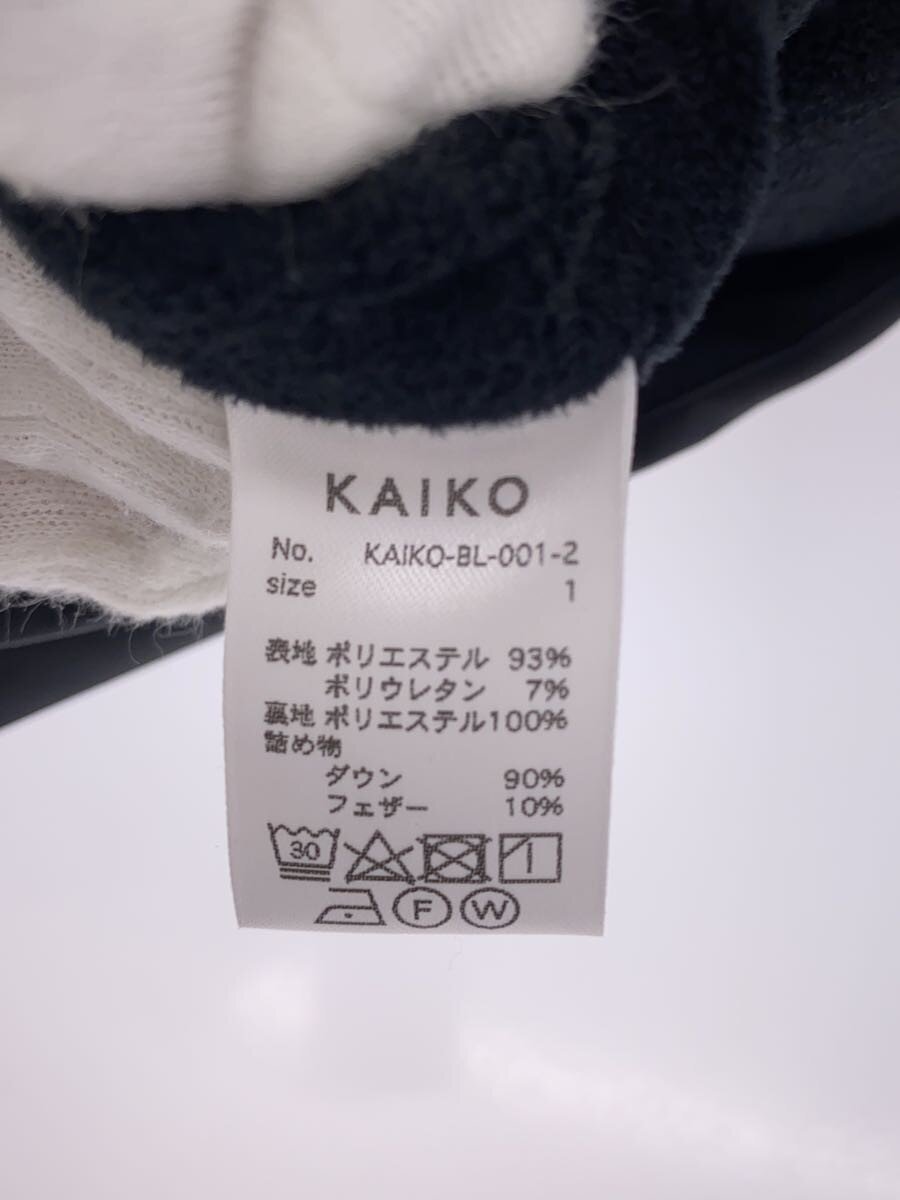 KAIKO
No. KAIKO-BL-001-2
size 1
表地 ポリエステル 93%
ポリウレタン 7%
裏地 ポリエステル100%
詰め物
ダウン 90%
フェザー 10%
30
F W